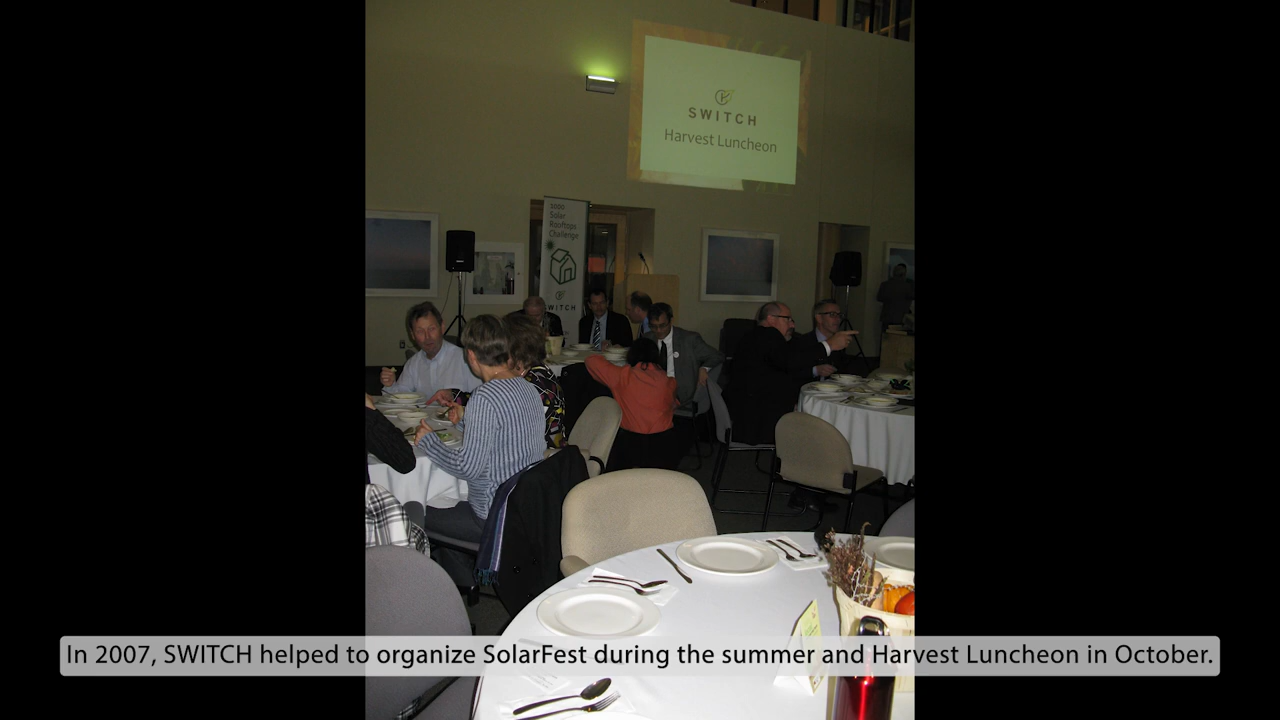 SWITCH
Harvest Luncheon
1000
Solar
Rooftops
Challenge
SWITCH
In 2007, SWITCH helped to organize SolarFest during the summer and Harvest Luncheon in October.